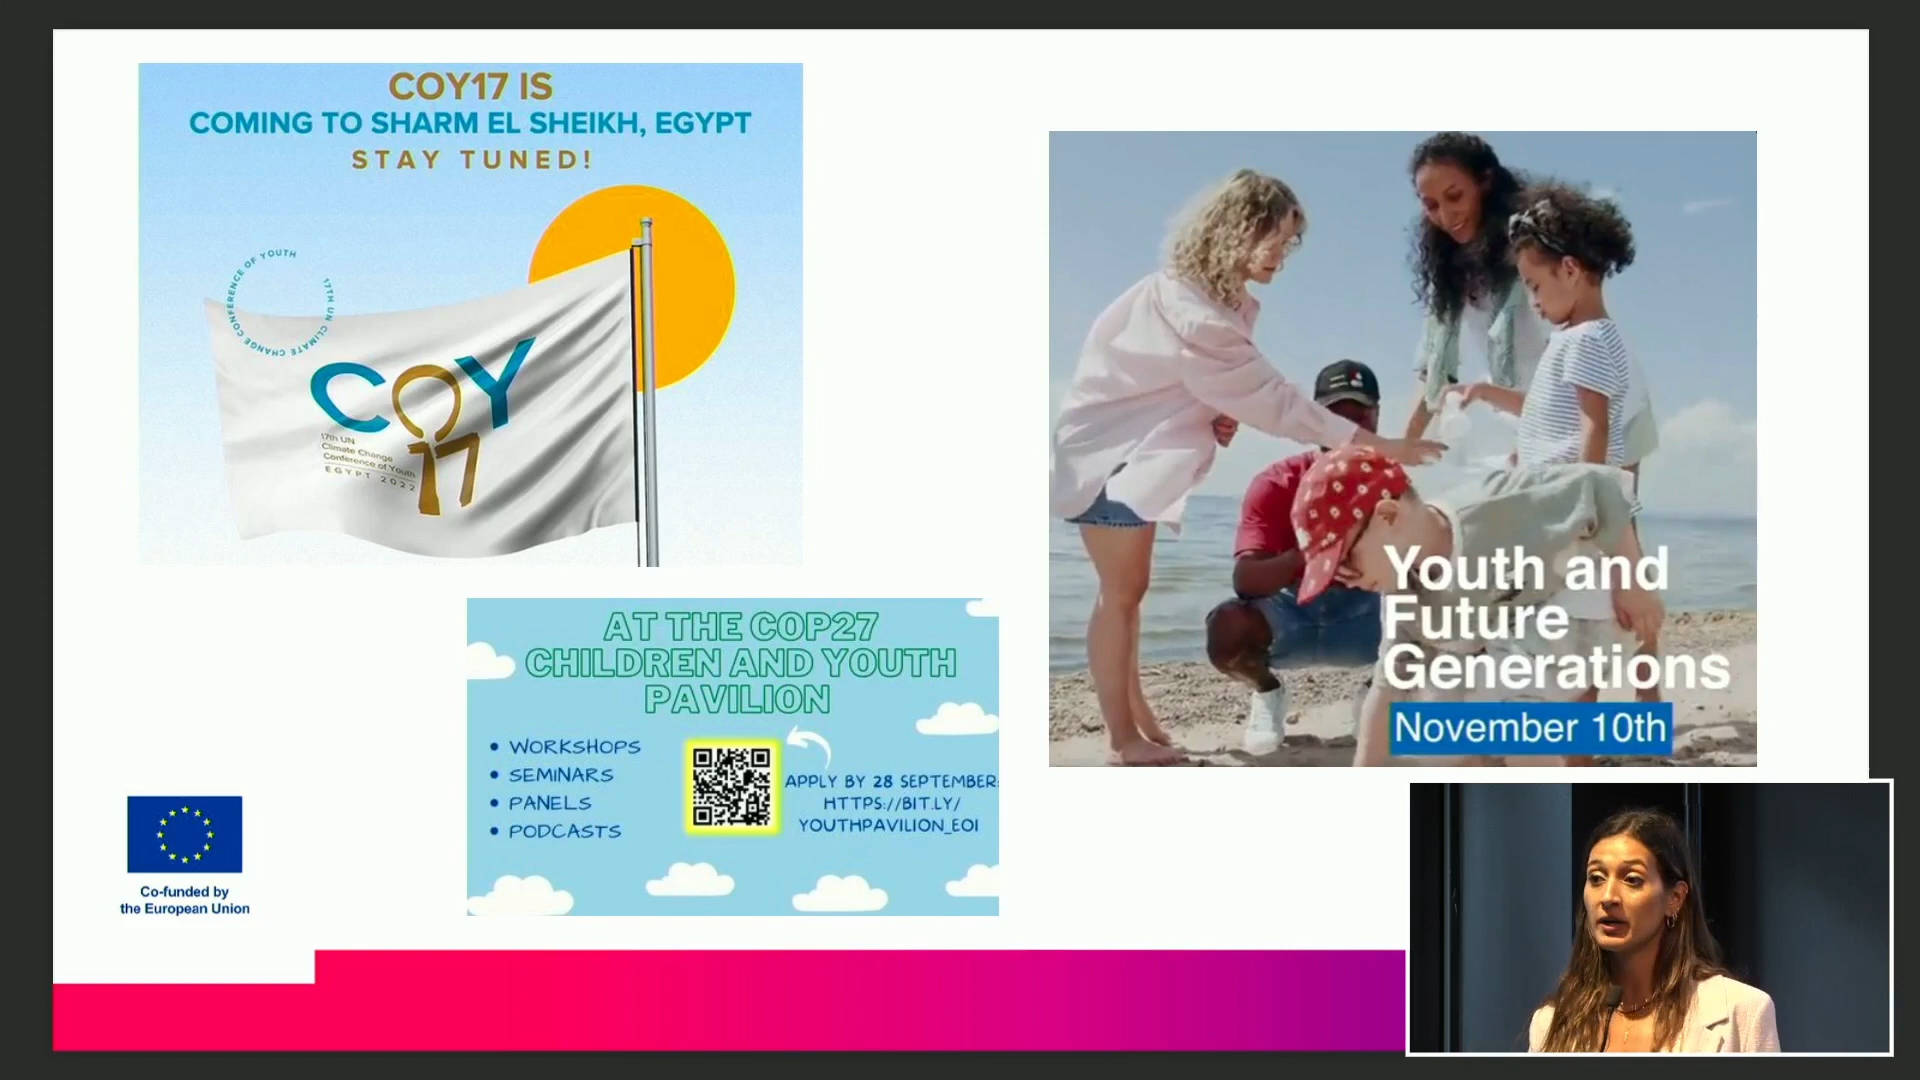 COY17 IS
COMING TO SHARM EL SHEIKH, EGYPT
STAY TUNED!
17TH UN CLIMATE CHANGE CONFERENCE OF YOUTH
COY
17
17th UN
Climate Change
Conference of Youth
EGYPT 2022
AT THE COP27
CHILDREN AND YOUTH
PAVILION
• WORKSHOPS
• SEMINARS
• PANELS
• PODCASTS
APPLY BY 28 SEPTEMBER:
HTTPS://BIT.LY/
YOUTHPAVILION_EOI
Youth and
Future
Generations
November 10th
Co-funded by
the European Union